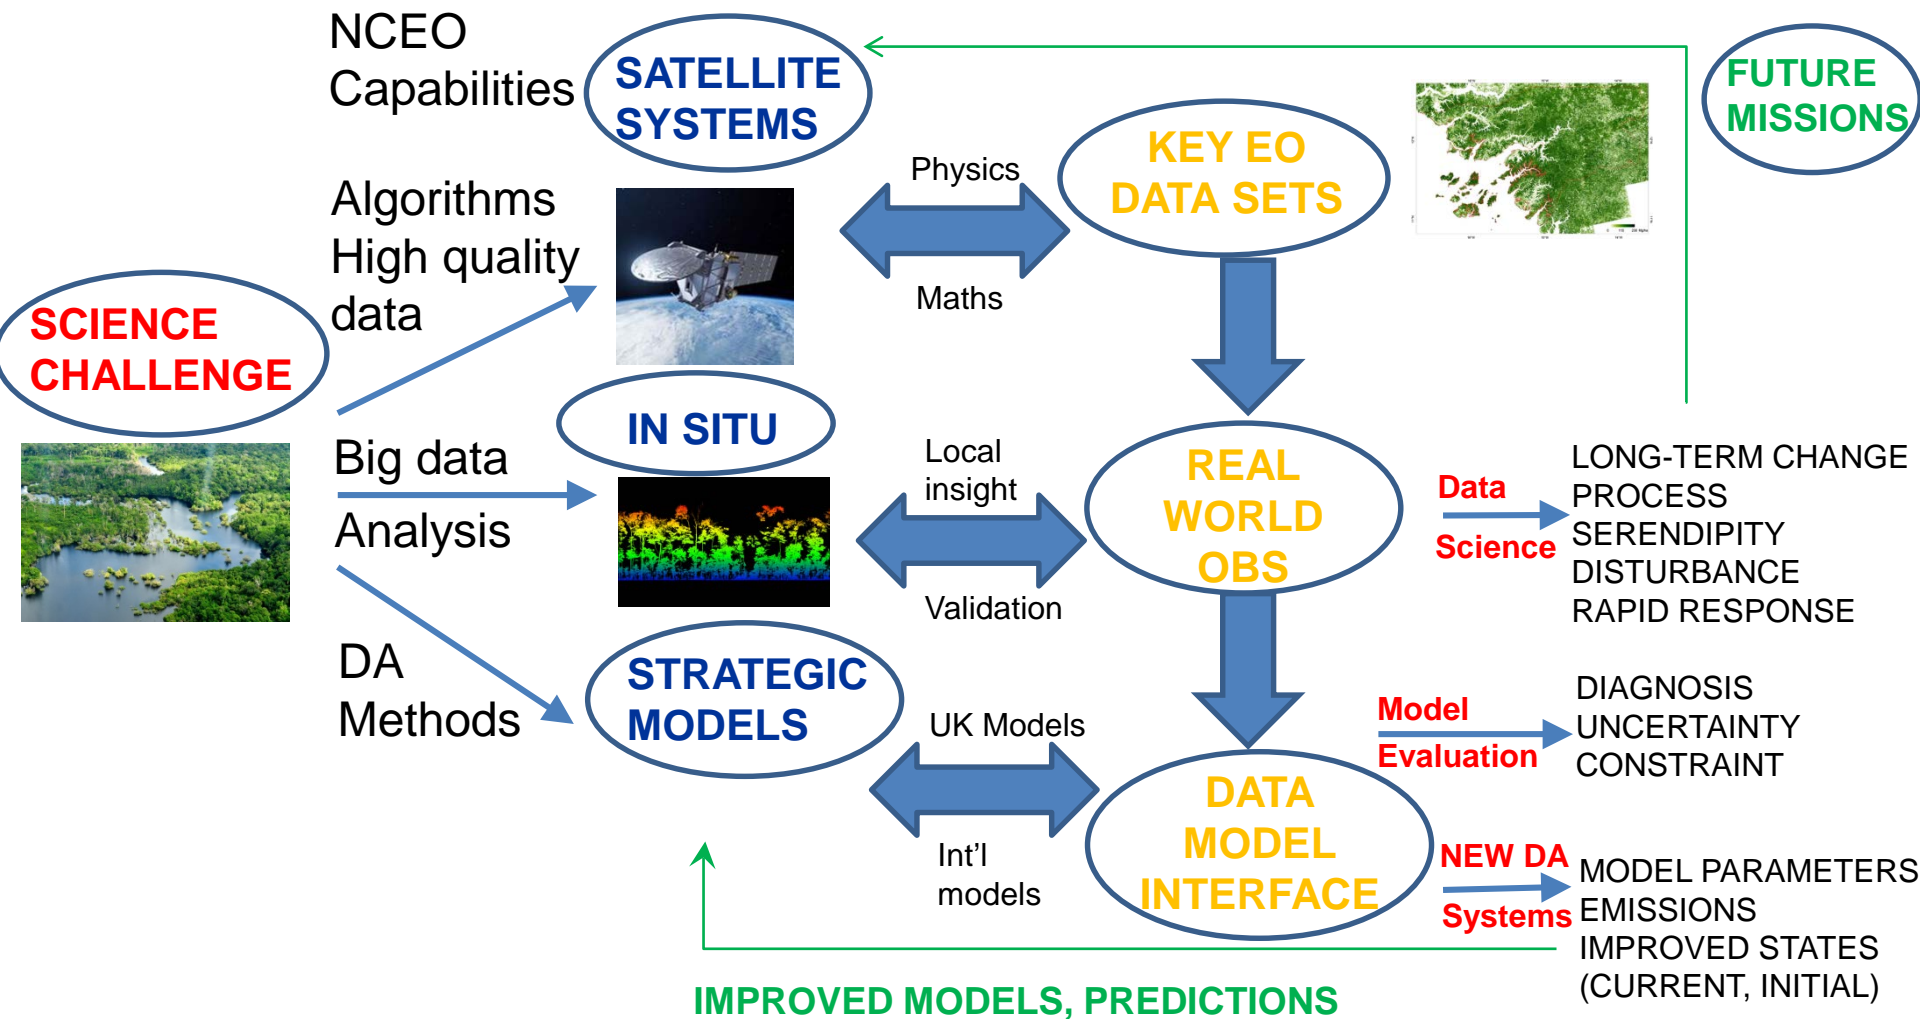 NCEO
Capabilities
SATELLITE
SYSTEMS
FUTURE
MISSIONS
KEY EO
DATA SETS
Physics
Maths
Algorithms
High quality
data
SCIENCE
CHALLENGE
IN SITU
Big data
Analysis
Local
insight
Validation
REAL
WORLD
OBS
Data
Science
LONG-TERM CHANGE
PROCESS
SERENDIPITY
DISTURBANCE
RAPID RESPONSE
DA
Methods
STRATEGIC
MODELS
UK Models
Int'l
models
DATA
MODEL
INTERFACE
Model
Evaluation
DIAGNOSIS
UNCERTAINTY
CONSTRAINT
NEW DA
Systems
MODEL PARAMETERS
EMISSIONS
IMPROVED STATES
(CURRENT, INITIAL)
IMPROVED MODELS, PREDICTIONS